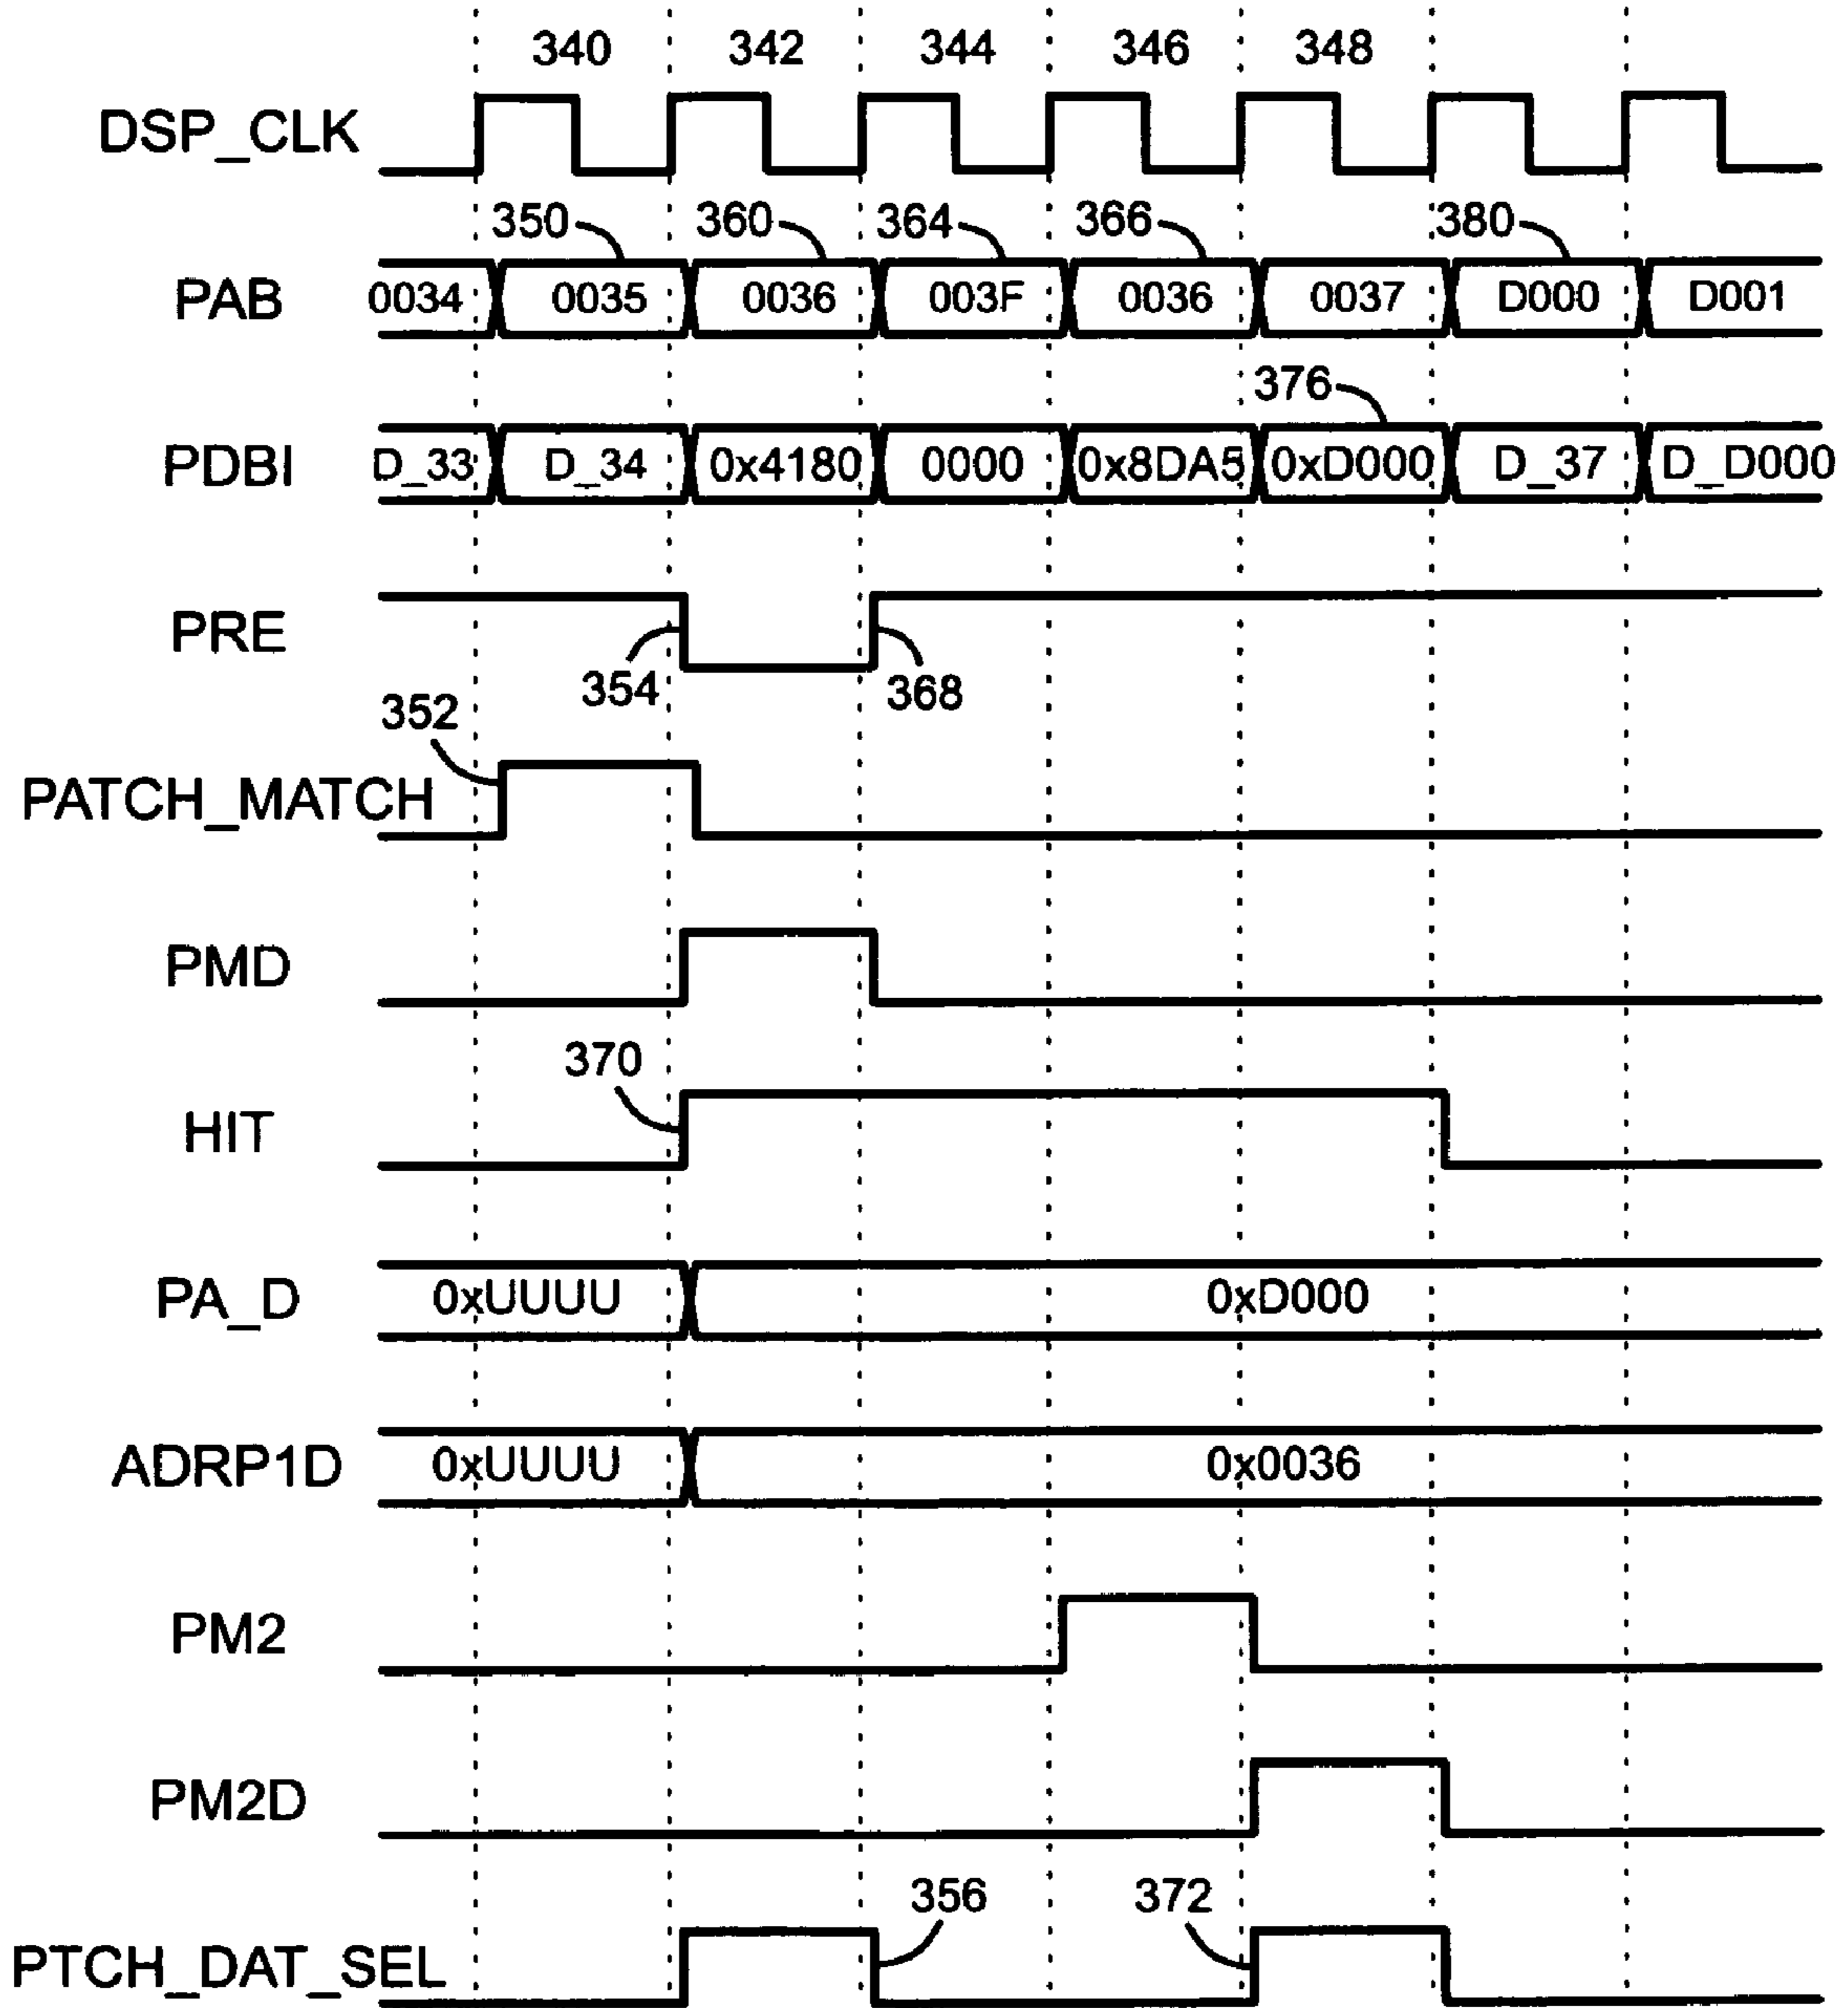 340 342 344 346 348
DSP_CLK
350 360 364 366 380
PAB 0034 0035 0036 003F 0036 0037 D000 D001
376
PDBI D_33 D_34 0x4180 0000 0x8DA5 0xD000 D_37 D_D000
PRE
354 368
352
PATCH_MATCH
PMD
370
HIT
PA_D 0xUUUU 0xD000
ADRP1D 0xUUUU 0x0036
PM2
PM2D
356 372
PTCH_DAT_SEL